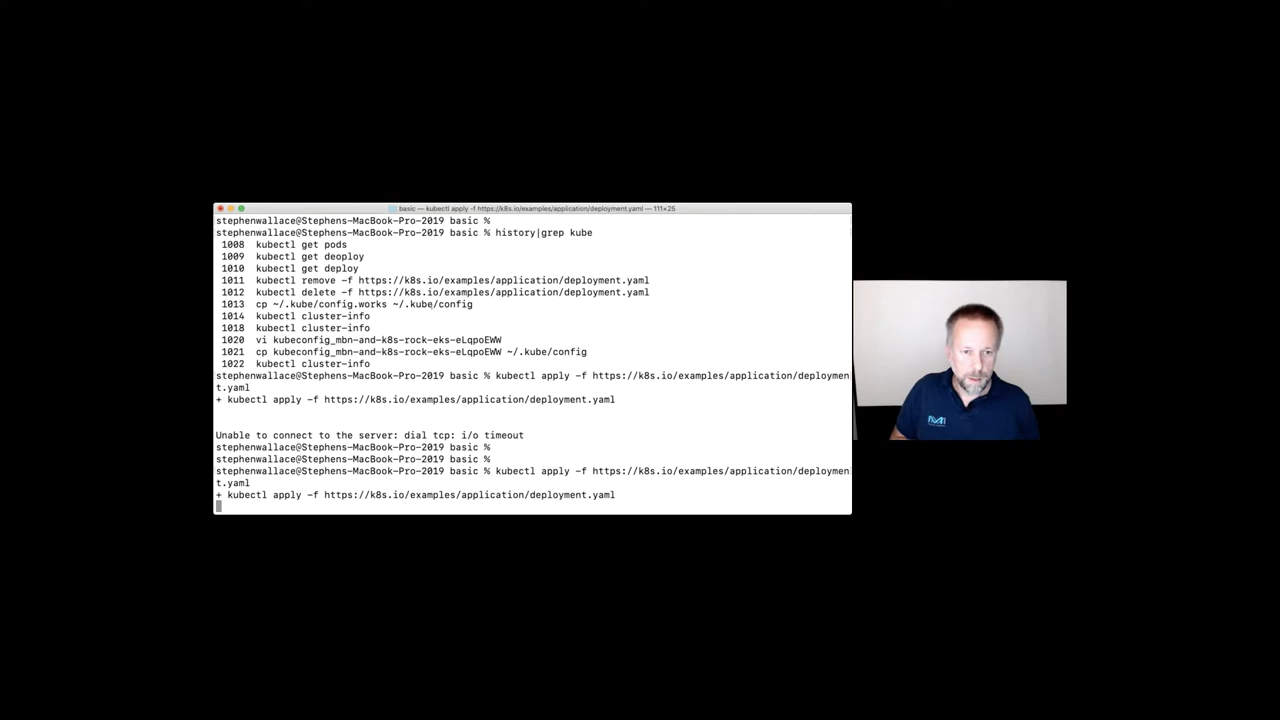 basic — kubectl apply -f https://k8s.io/examples/application/deployment.yaml — 111×25
stephenwallace@Stephens-MacBook-Pro-2019 basic %
stephenwallace@Stephens-MacBook-Pro-2019 basic % history|grep kube
1008  kubectl get pods
1009  kubectl get deoploy
1010  kubectl get deploy
1011  kubectl remove -f https://k8s.io/examples/application/deployment.yaml
1012  kubectl delete -f https://k8s.io/examples/application/deployment.yaml
1013  cp ~/.kube/config.works ~/.kube/config
1014  kubectl cluster-info
1018  kubectl cluster-info
1020  vi kubeconfig_mbn-and-k8s-rock-eks-eLqpoEWW
1021  cp kubeconfig_mbn-and-k8s-rock-eks-eLqpoEWW ~/.kube/config
1022  kubectl cluster-info
stephenwallace@Stephens-MacBook-Pro-2019 basic % kubectl apply -f https://k8s.io/examples/application/deploymen
t.yaml
+ kubectl apply -f https://k8s.io/examples/application/deployment.yaml
Unable to connect to the server: dial tcp: i/o timeout
stephenwallace@Stephens-MacBook-Pro-2019 basic %
stephenwallace@Stephens-MacBook-Pro-2019 basic %
stephenwallace@Stephens-MacBook-Pro-2019 basic % kubectl apply -f https://k8s.io/examples/application/deploymen
t.yaml
+ kubectl apply -f https://k8s.io/examples/application/deployment.yaml